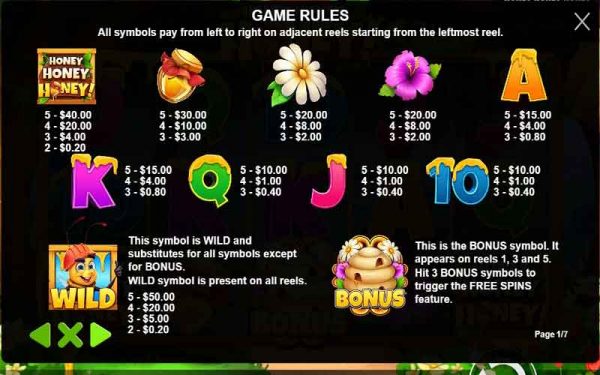 GAME RULES
All symbols pay from left to right on adjacent reels starting from the leftmost reel.
HONEY
HONEY
HONEY!
5 - $40.00
4 - $20.00
3 - $4.00
2 - $0.20
5 - $30.00
4 - $10.00
3 - $3.00
5 - $20.00
4 - $8.00
3 - $2.00
5 - $20.00
4 - $8.00
3 - $2.00
A
5 - $15.00
4 - $4.00
3 - $0.80
K
5 - $15.00
4 - $4.00
3 - $0.80
Q
5 - $10.00
4 - $1.00
3 - $0.40
J
5 - $10.00
4 - $1.00
3 - $0.40
10
5 - $10.00
4 - $1.00
3 - $0.40
WILD
This symbol is WILD and
substitutes for all symbols except
for BONUS.
WILD symbol is present on all reels.
5 - $50.00
4 - $20.00
3 - $5.00
2 - $0.20
BONUS
This is the BONUS symbol. It
appears on reels 1, 3 and 5.
Hit 3 BONUS symbols to
trigger the FREE SPINS
feature.
Page 1/7